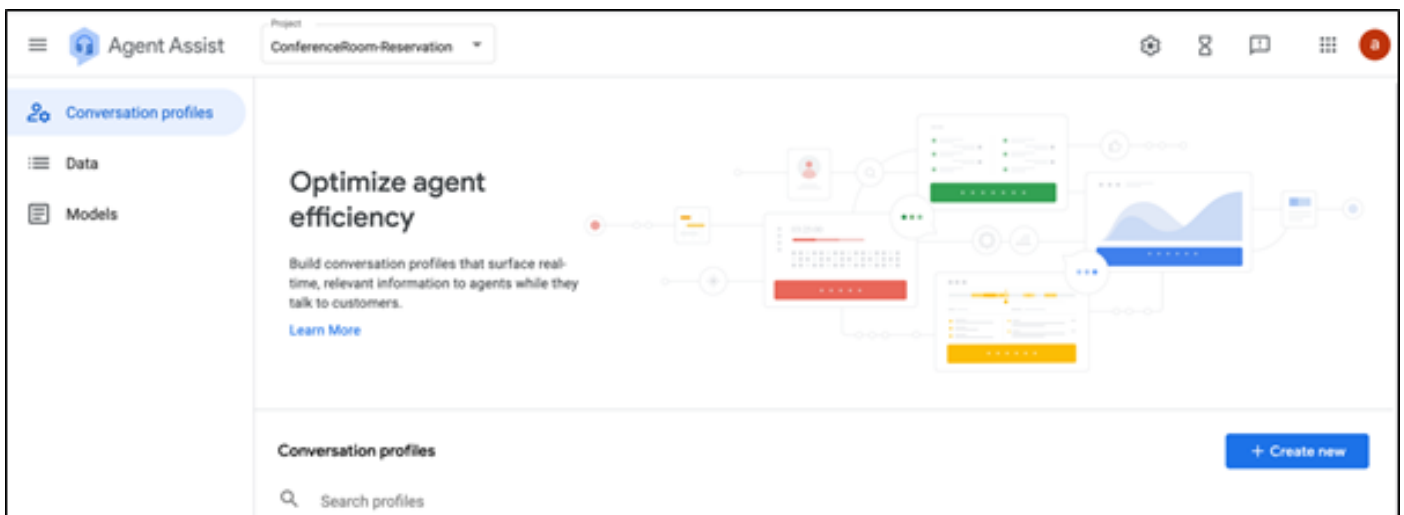 Project
Agent Assist
ConferenceRoom-Reservation
a
Conversation profiles
Data
Models
Optimize agent
efficiency
Build conversation profiles that surface real-
time, relevant information to agents while they
talk to customers.
Learn More
Conversation profiles
+ Create new
Search profiles